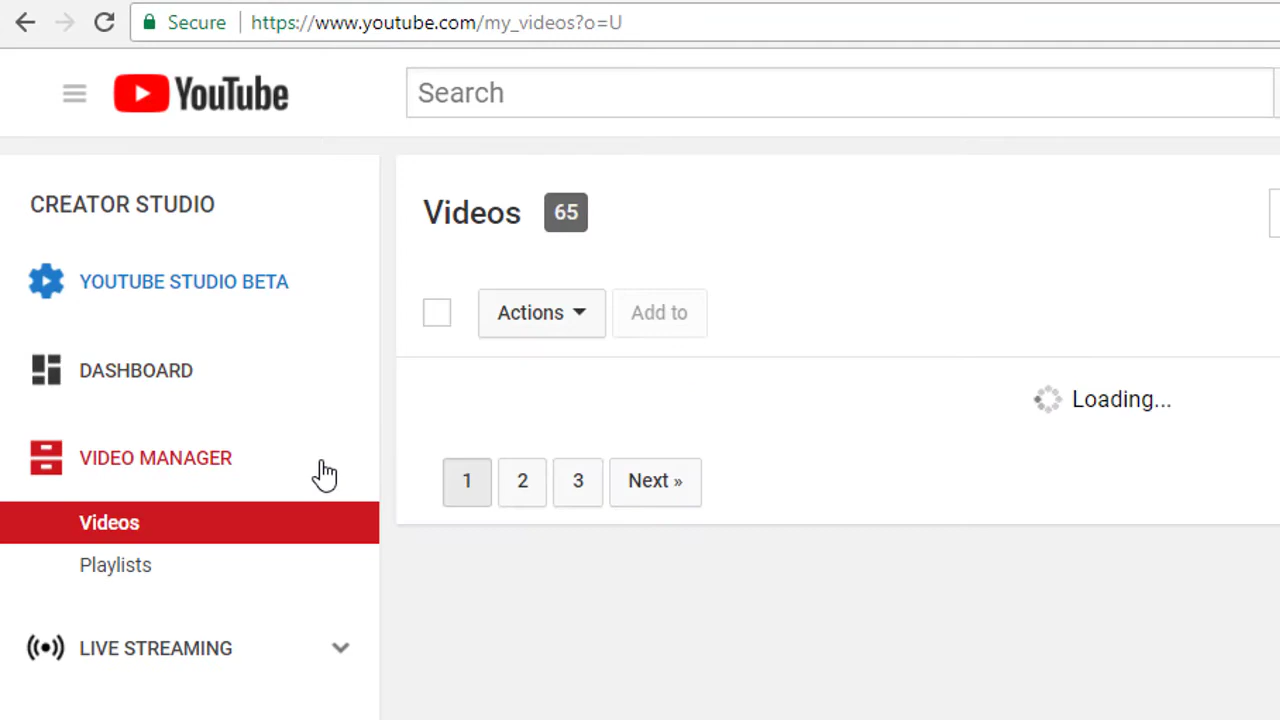 Secure https://www.youtube.com/my_videos?o=U
YouTube
Search
CREATOR STUDIO
YOUTUBE STUDIO BETA
DASHBOARD
VIDEO MANAGER
Videos
Playlists
LIVE STREAMING
Videos 65
Actions Add to
Loading...
1 2 3 Next »